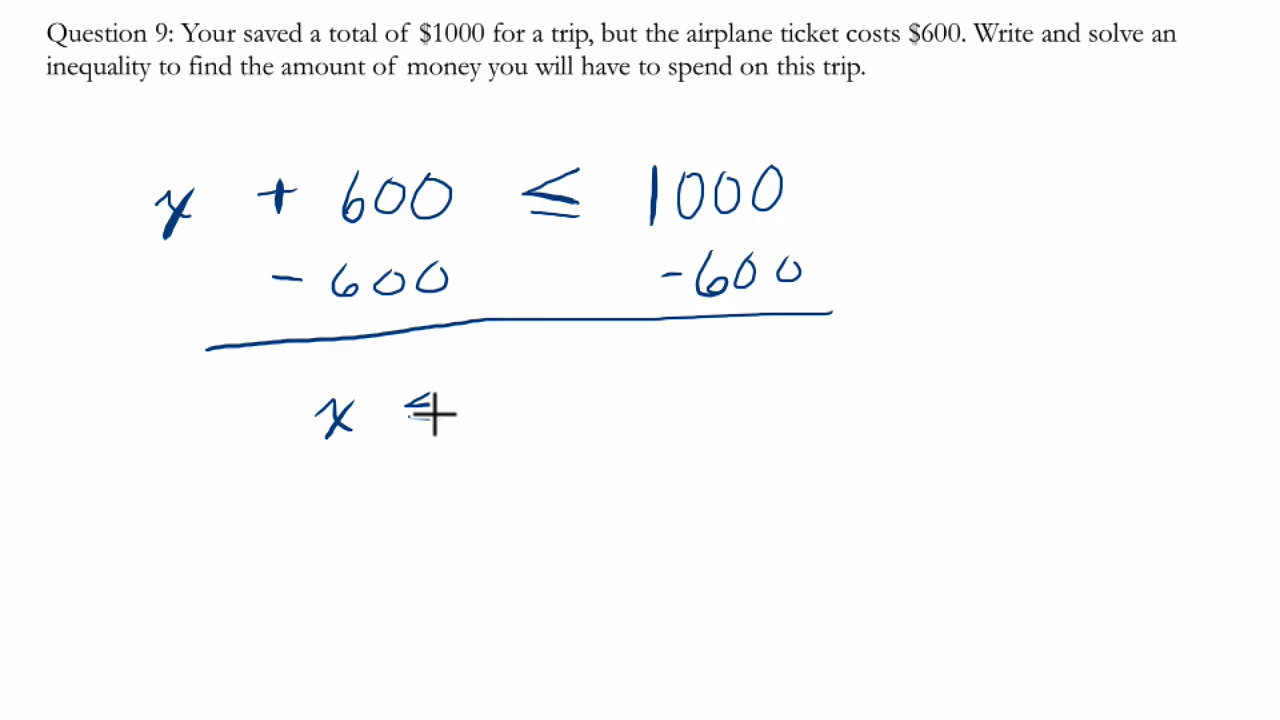 Question 9: Your saved a total of $1000 for a trip, but the airplane ticket costs $600. Write and solve an
inequality to find the amount of money you will have to spend on this trip.
x + 600 ≤ 1000
- 600 -600
x ≤